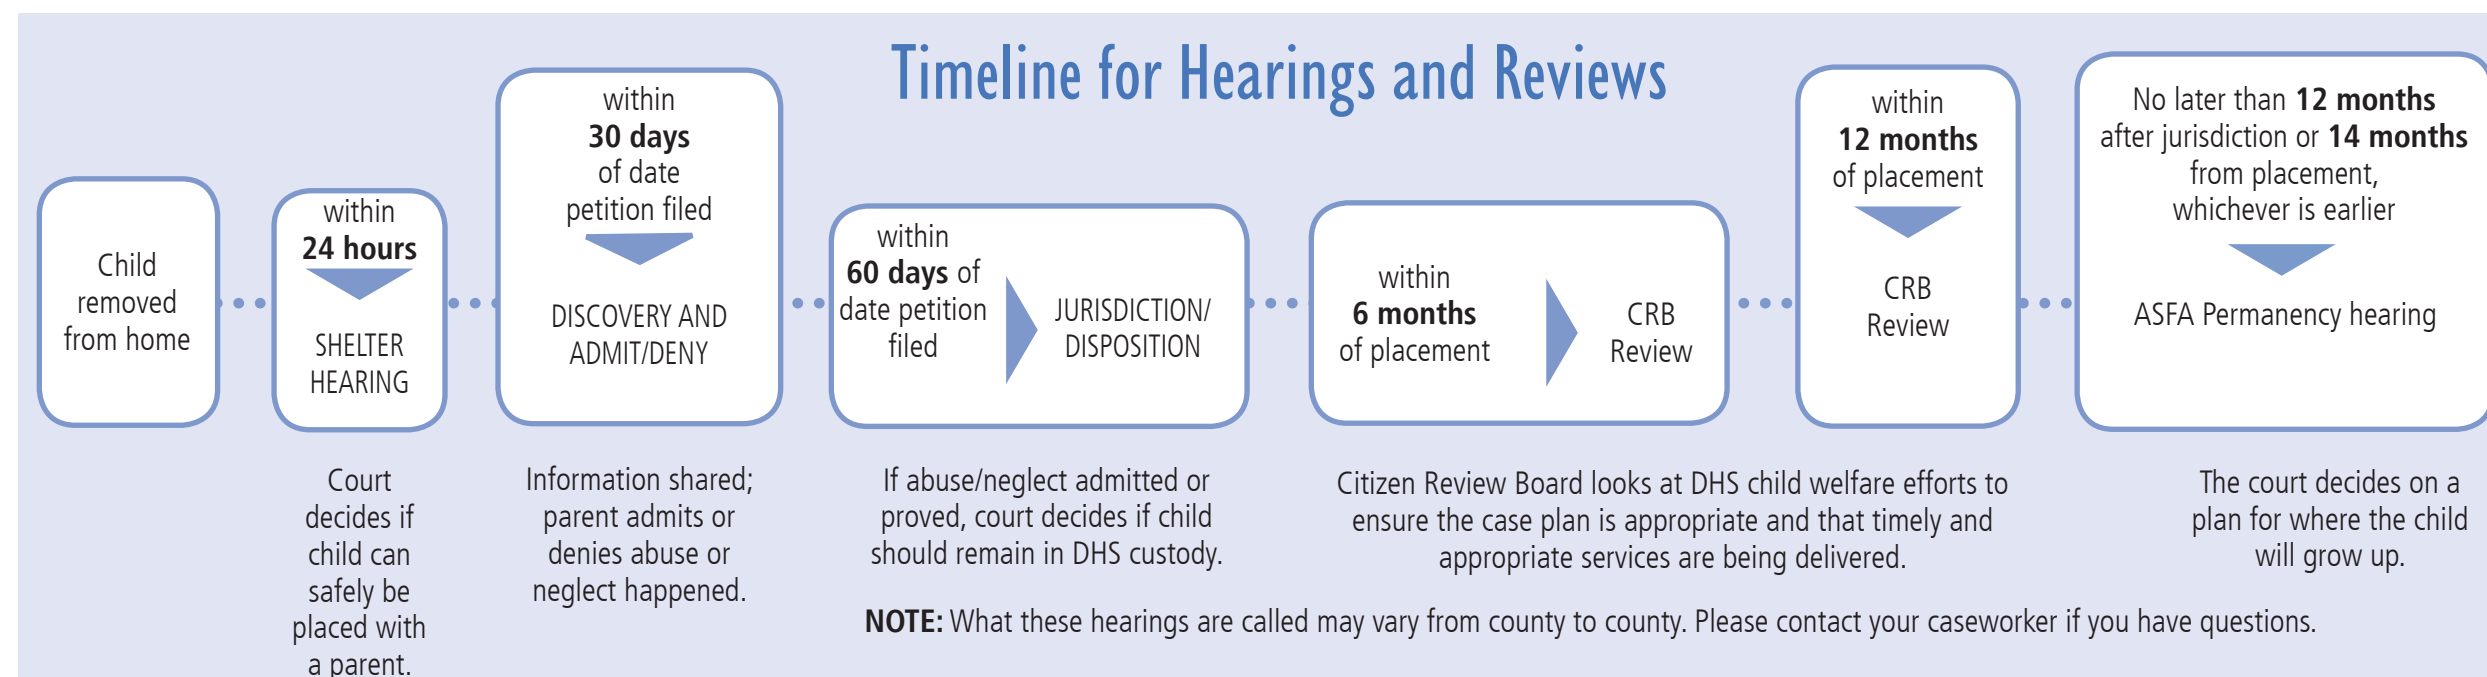 Timeline for Hearings and Reviews
Child
removed
from home
within
24 hours
SHELTER
HEARING
Court
decides if
child can
safely be
placed with
a parent.
within
30 days
of date
petition filed
DISCOVERY AND
ADMIT/DENY
Information shared;
parent admits or
denies abuse or
neglect happened.
within
60 days of
date petition
filed
JURISDICTION/
DISPOSITION
If abuse/neglect admitted or
proved, court decides if child
should remain in DHS custody.
within
6 months
of placement
CRB
Review
within
12 months
of placement
CRB
Review
Citizen Review Board looks at DHS child welfare efforts to
ensure the case plan is appropriate and that timely and
appropriate services are being delivered.
No later than 12 months
after jurisdiction or 14 months
from placement,
whichever is earlier
ASFA Permanency hearing
The court decides on a
plan for where the child
will grow up.
NOTE: What these hearings are called may vary from county to county. Please contact your caseworker if you have questions.